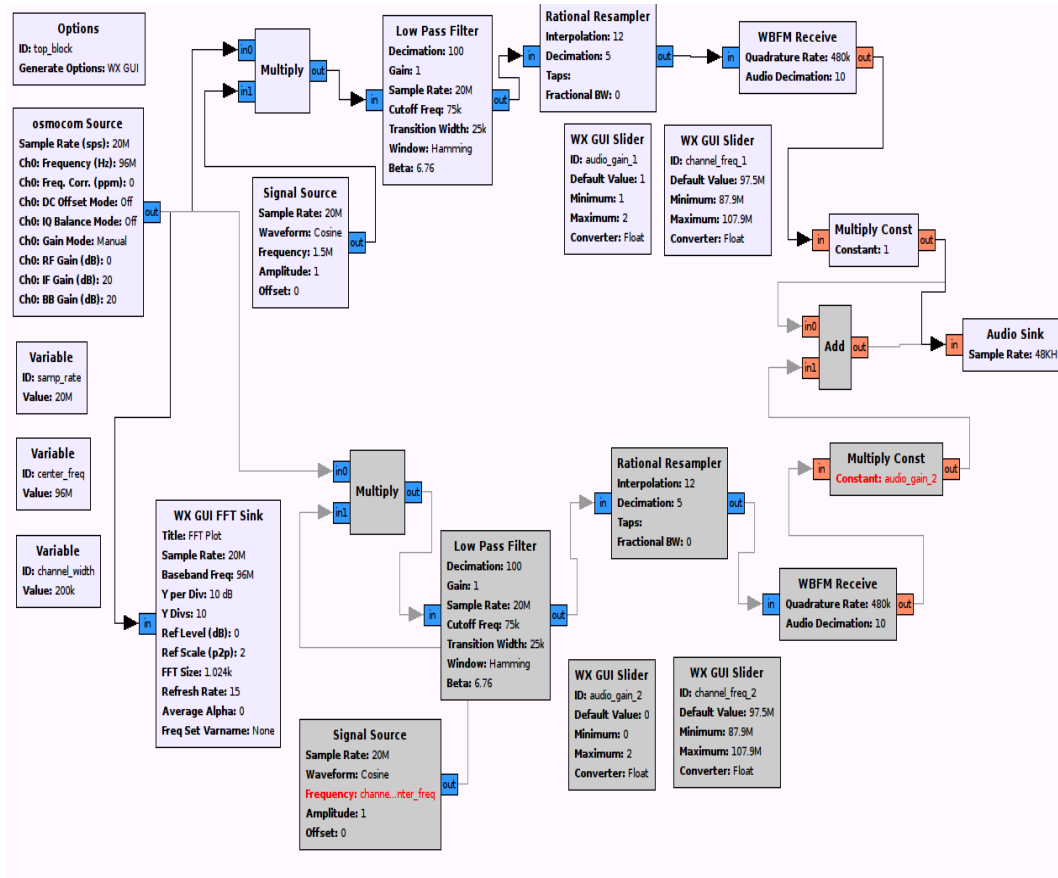 Options
ID: top_block
Generate Options: WX GUI
osmocom Source
Sample Rate (sps): 20M
Ch0: Frequency (Hz): 96M
Ch0: Freq. Corr. (ppm): 0
Ch0: DC Offset Mode: Off
Ch0: IQ Balance Mode: Off
Ch0: Gain Mode: Manual
Ch0: RF Gain (dB): 0
Ch0: IF Gain (dB): 20
Ch0: BB Gain (dB): 20
out
Variable
ID: samp_rate
Value: 20M
Variable
ID: center_freq
Value: 96M
Variable
ID: channel_width
Value: 200k
in0
in1
Multiply
out
Signal Source
Sample Rate: 20M
Waveform: Cosine
Frequency: 1.5M
Amplitude: 1
Offset: 0
out
in
Low Pass Filter
Decimation: 100
Gain: 1
Sample Rate: 20M
Cutoff Freq: 75k
Transition Width: 25k
Window: Hamming
Beta: 6.76
out
in
Rational Resampler
Interpolation: 12
Decimation: 5
Taps:
Fractional BW: 0
out
in
WBFM Receive
Quadrature Rate: 480k
Audio Decimation: 10
out
WX GUI Slider
ID: audio_gain_1
Default Value: 1
Minimum: 1
Maximum: 2
Converter: Float
WX GUI Slider
ID: channel_freq_1
Default Value: 97.5M
Minimum: 87.9M
Maximum: 107.9M
Converter: Float
in
Multiply Const
Constant: 1
out
in0
in1
Add
out
in
Audio Sink
Sample Rate: 48KH
in
WX GUI FFT Sink
Title: FFT Plot
Sample Rate: 20M
Baseband Freq: 96M
Y per Div: 10 dB
Y Divs: 10
Ref Level (dB): 0
Ref Scale (p2p): 2
FFT Size: 1.024k
Refresh Rate: 15
Average Alpha: 0
Freq Set Varname: None
in0
in1
Multiply
out
in
Low Pass Filter
Decimation: 100
Gain: 1
Sample Rate: 20M
Cutoff Freq: 75k
Transition Width: 25k
Window: Hamming
Beta: 6.76
out
Signal Source
Sample Rate: 20M
Waveform: Cosine
Frequency: channe...nter_freq
Amplitude: 1
Offset: 0
out
in
Rational Resampler
Interpolation: 12
Decimation: 5
Taps:
Fractional BW: 0
out
in
Multiply Const
Constant: audio_gain_2
out
in
WBFM Receive
Quadrature Rate: 480k
Audio Decimation: 10
out
WX GUI Slider
ID: audio_gain_2
Default Value: 0
Minimum: 0
Maximum: 2
Converter: Float
WX GUI Slider
ID: channel_freq_2
Default Value: 97.5M
Minimum: 87.9M
Maximum: 107.9M
Converter: Float